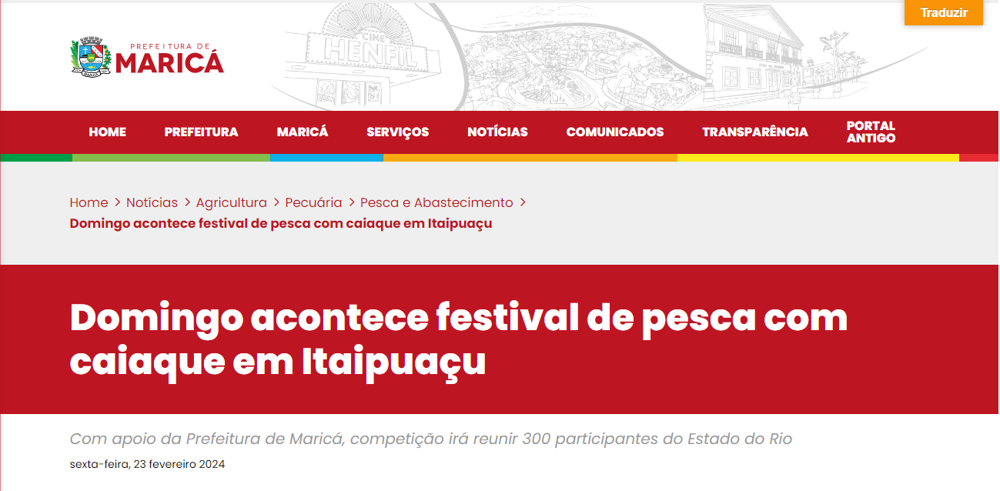 Traduzir
CINE
HENFIL
PREFEITURA DE
MARICÁ
HOME PREFEITURA MARICÁ SERVIÇOS NOTÍCIAS COMUNICADOS TRANSPARÊNCIA PORTAL
ANTIGO
Home > Notícias > Agricultura > Pecuária > Pesca e Abastecimento >
Domingo acontece festival de pesca com caiaque em Itaipuaçu
Domingo acontece festival de pesca com
caiaque em Itaipuaçu
Com apoio da Prefeitura de Maricá, competição irá reunir 300 participantes do Estado do Rio
sexta-feira, 23 fevereiro 2024